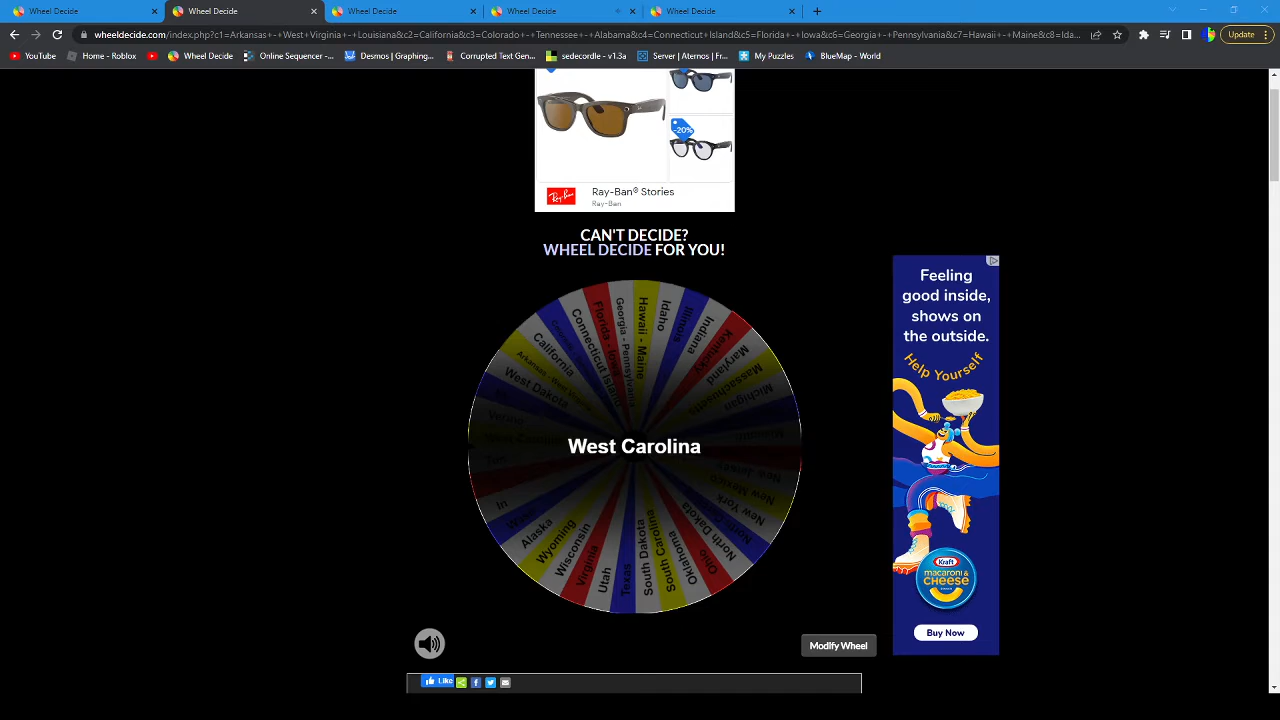 Wheel Decide
Wheel Decide
Wheel Decide
Wheel Decide
Wheel Decide
wheeldecide.com/index.php?c1=Arkansas+-+West+Virginia+-+Louisiana&c2=California&c3=Colorado+-+Tennessee+-+Alabama&c4=Connecticut+Island&c5=Florida+-+Iowa&c6=Georgia+-+Pennsylvania&c7=Hawaii+-+Maine&c8=Ida...
Update
YouTube
Home - Roblox
Wheel Decide
Online Sequencer -...
Desmos | Graphing...
Corrupted Text Gen...
sedecordle - v1.3a
Server | Aternos | Fr...
My Puzzles
BlueMap - World
-20%
Ray-Ban
Ray-Ban® Stories
Ray-Ban
CAN'T DECIDE?
WHEEL DECIDE FOR YOU!
Hawaii - Maine
Idaho
Illinois
Indiana
Kentucky
Maryland
Massachusetts
Michigan
New Jersey
New Mexico
New York
North Dakota
Ohio
Oklahoma
South Carolina
South Dakota
Texas
Utah
Virginia
Wisconsin
Wyoming
Alaska
In
West Dakota
California
Connecticut Island
Florida - Iowa
Georgia - Pennsylvania
West Carolina
Feeling
good inside,
shows on
the outside.
Help Yourself
Kraft
macaroni &
CHEESE
Buy Now
Modify Wheel
Like